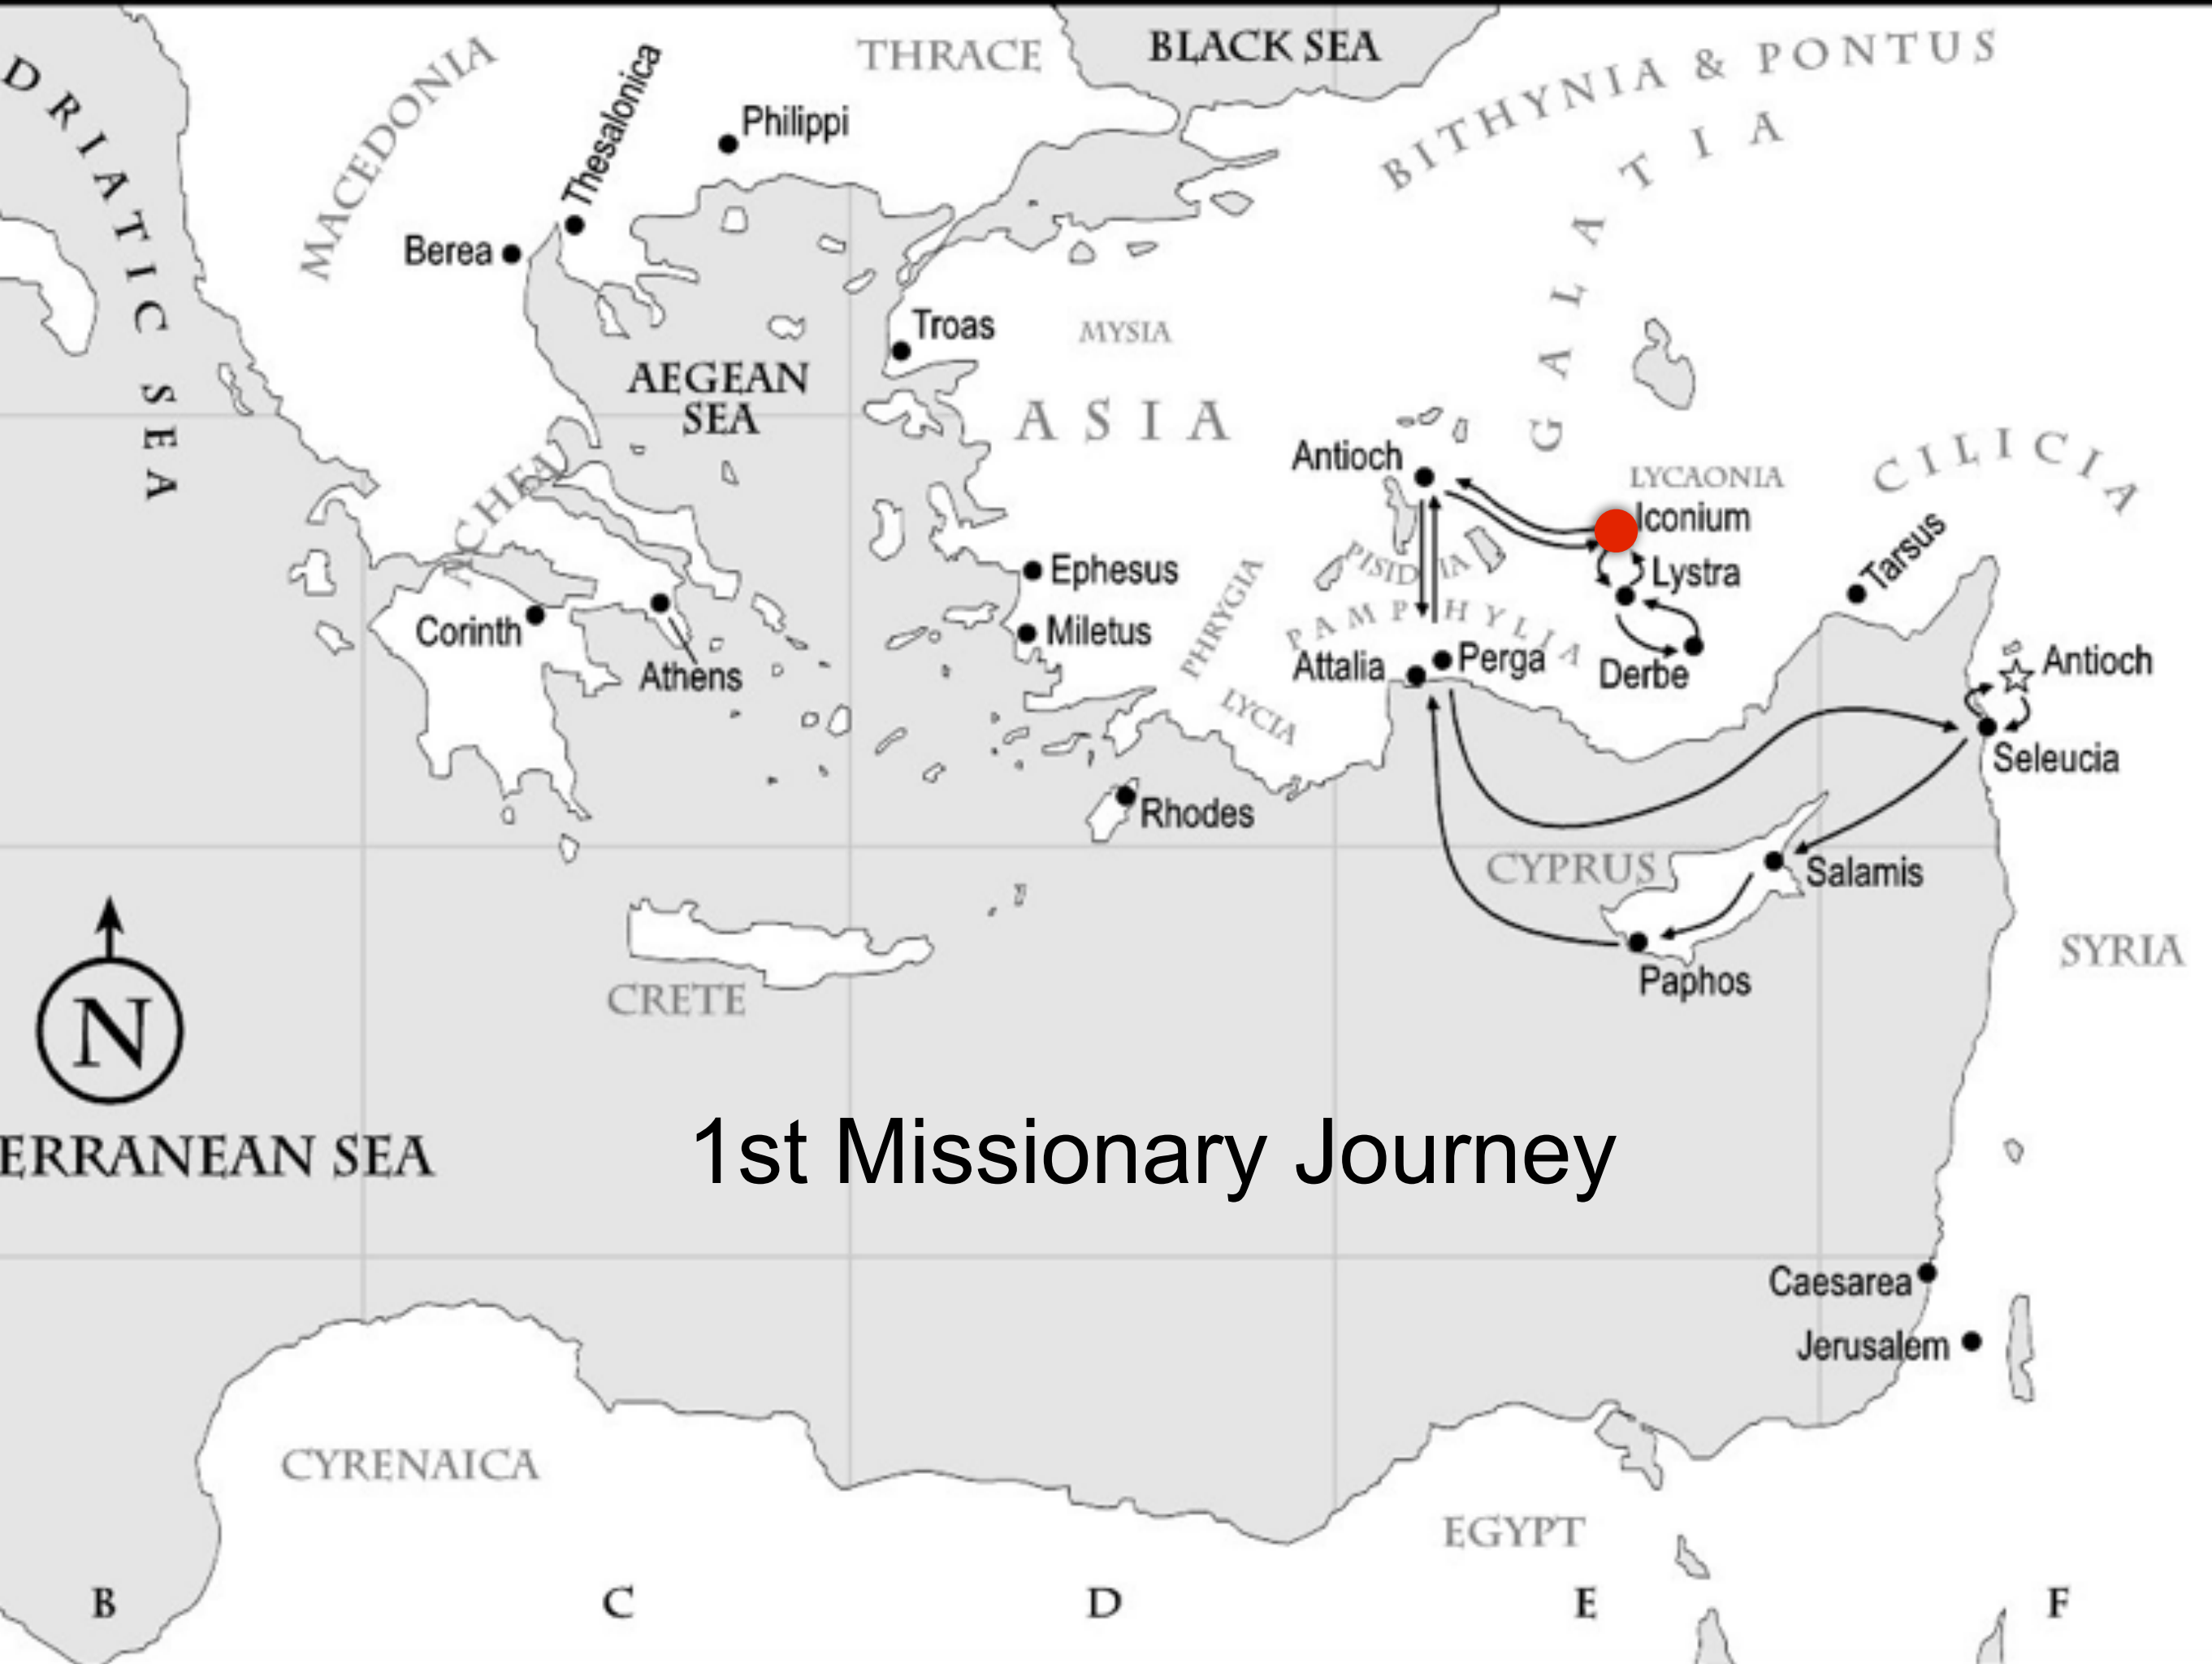 THRACE
BLACK SEA
BITHYNIA & PONTUS
DRIATIC SEA
MACEDONIA
Thesalonica
Philippi
Berea
GALATIA
Troas
MYSIA
AEGEAN
SEA
ASIA
Antioch
LYCAONIA
CILICIA
ACHEA
Iconium
Tarsus
PISIDIA
Lystra
Ephesus
PHRYGIA
PAMPHYLIA
Corinth
Miletus
Athens
Attalia
Perga
Derbe
Antioch
LYCIA
Seleucia
Rhodes
CYPRUS
Salamis
SYRIA
Paphos
CRETE
N
ERRANEAN SEA
1st Missionary Journey
Caesarea
Jerusalem
CYRENAICA
EGYPT
B C D E F